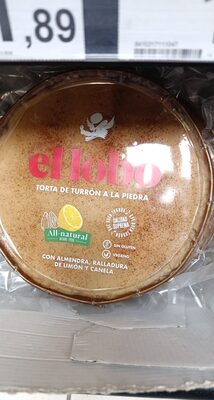 ,89
8410317111047
el lobo
TORTA DE TURRÓN A LA PIEDRA
All-natural
CALIDAD
SUPREMA
SIN GLUTEN
VEGANO
CON ALMENDRA, RALLADURA
DE LIMÓN Y CANELA